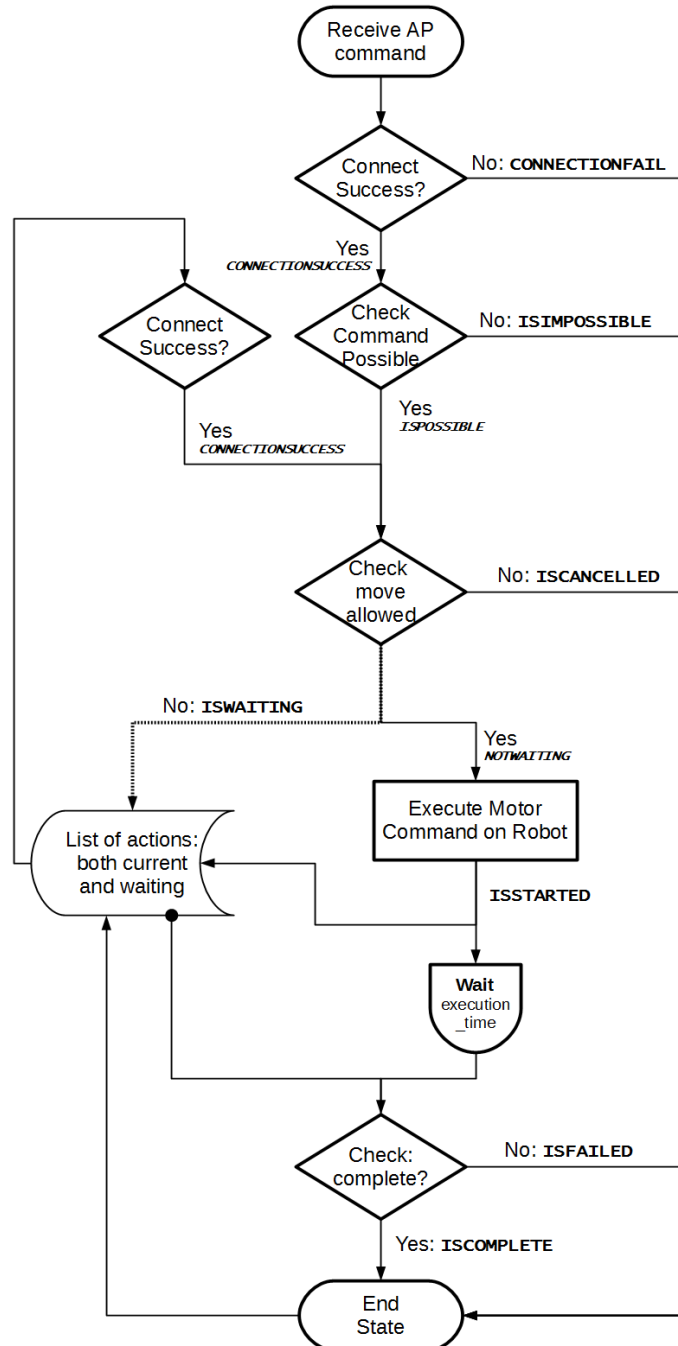 Receive AP
command
Connect
Success?
No: CONNECTIONFAIL
Yes
CONNECTIONSUCCESS
Connect
Success?
Check
Command
Possible
No: ISIMPOSSIBLE
Yes
CONNECTIONSUCCESS
Yes
ISPOSSIBLE
Check
move
allowed
No: ISCANCELLED
No: ISWAITING
Yes
NOTWAITING
Execute Motor
Command on Robot
List of actions:
both current
and waiting
ISSTARTED
Wait
execution
_time
Check:
complete?
No: ISFAILED
Yes: ISCOMPLETE
End
State